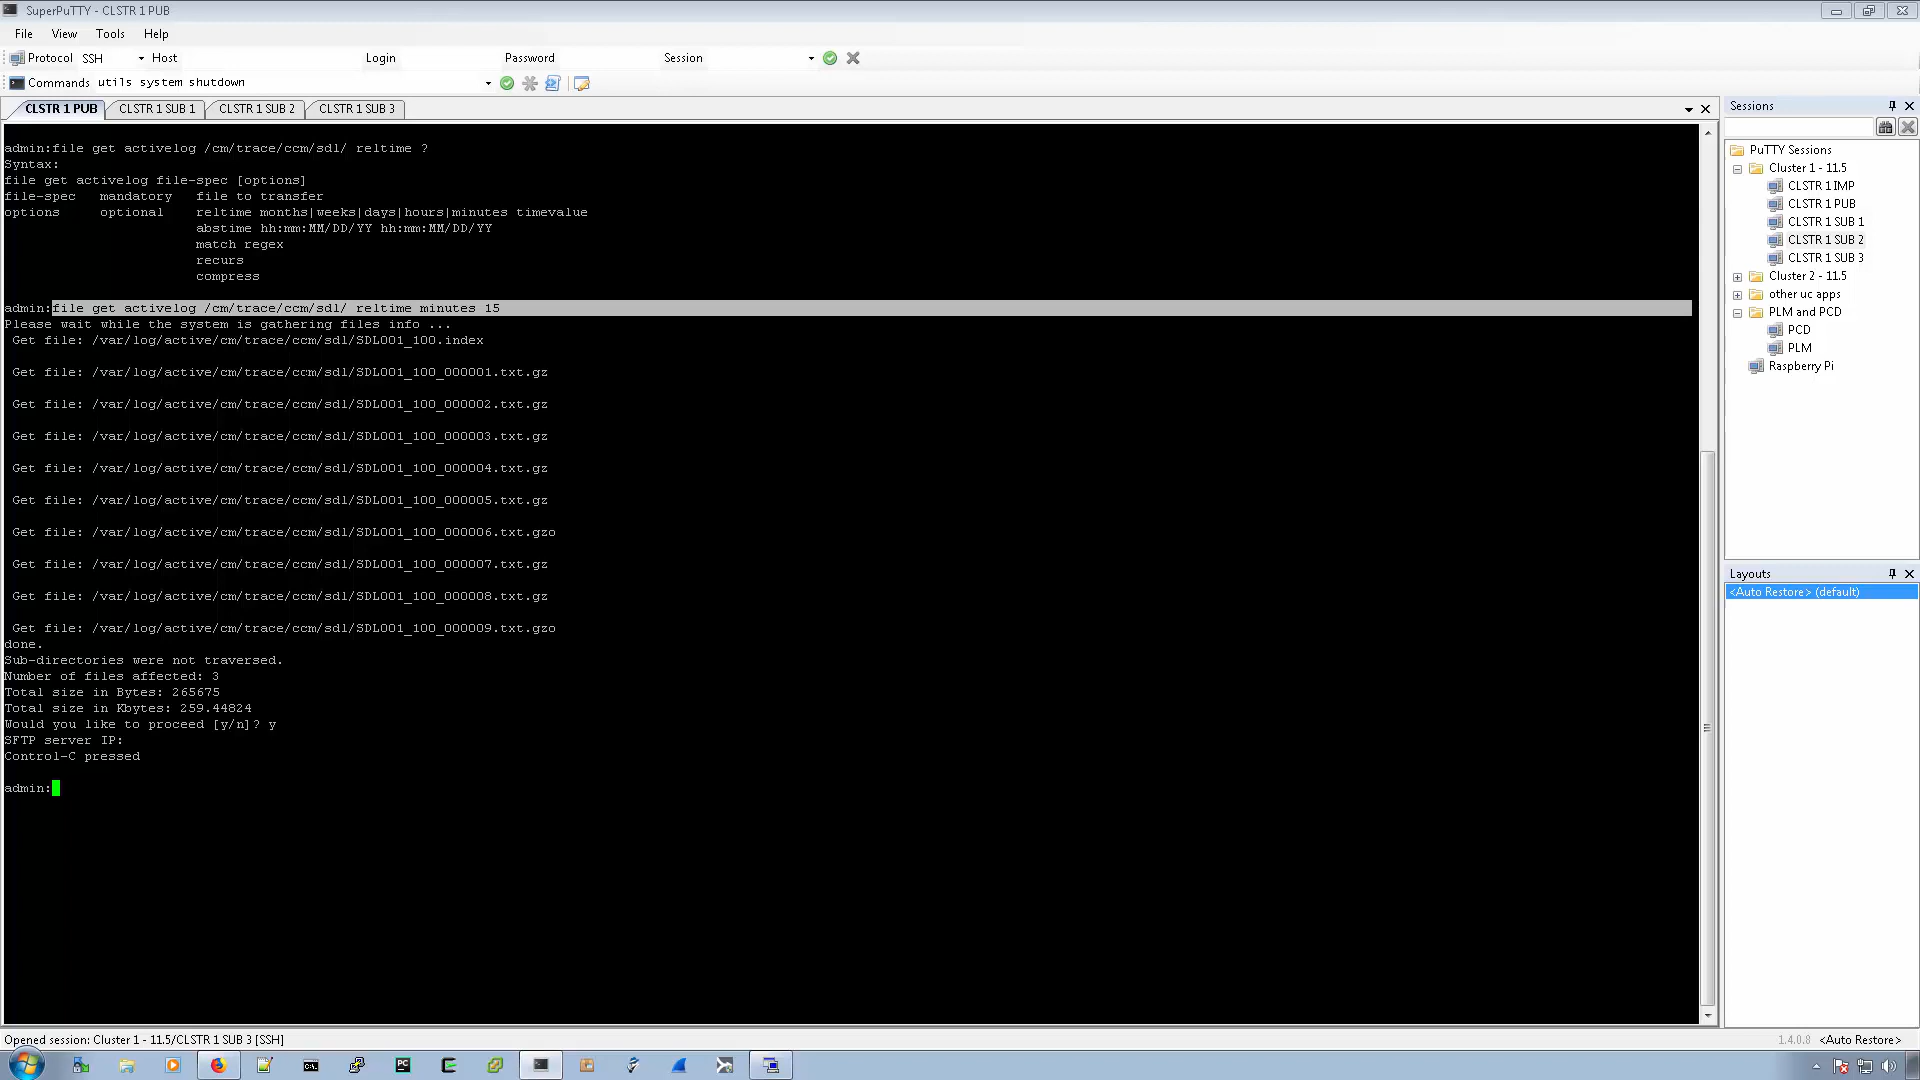 SuperPuTTY - CLSTR 1 PUB
File View Tools Help
Protocol SSH Host Login Password Session
Commands utils system shutdown
CLSTR 1 PUB CLSTR 1 SUB 1 CLSTR 1 SUB 2 CLSTR 1 SUB 3
admin:file get activelog /cm/trace/ccm/sdl/ reltime ?
Syntax:
file get activelog file-spec [options]
file-spec mandatory file to transfer
options optional reltime months|weeks|days|hours|minutes timevalue
abstime hh:mm:MM/DD/YY hh:mm:MM/DD/YY
match regex
recurs
compress
admin:file get activelog /cm/trace/ccm/sdl/ reltime minutes 15
Please wait while the system is gathering files info ...
Get file: /var/log/active/cm/trace/ccm/sdl/SDL001_100.index
Get file: /var/log/active/cm/trace/ccm/sdl/SDL001_100_000001.txt.gz
Get file: /var/log/active/cm/trace/ccm/sdl/SDL001_100_000002.txt.gz
Get file: /var/log/active/cm/trace/ccm/sdl/SDL001_100_000003.txt.gz
Get file: /var/log/active/cm/trace/ccm/sdl/SDL001_100_000004.txt.gz
Get file: /var/log/active/cm/trace/ccm/sdl/SDL001_100_000005.txt.gz
Get file: /var/log/active/cm/trace/ccm/sdl/SDL001_100_000006.txt.gzo
Get file: /var/log/active/cm/trace/ccm/sdl/SDL001_100_000007.txt.gz
Get file: /var/log/active/cm/trace/ccm/sdl/SDL001_100_000008.txt.gz
Get file: /var/log/active/cm/trace/ccm/sdl/SDL001_100_000009.txt.gzo
done.
Sub-directories were not traversed.
Number of files affected: 3
Total size in Bytes: 265675
Total size in Kbytes: 259.44824
Would you like to proceed [y/n]? y
SFTP server IP:
Control-C pressed
admin:
Sessions
PuTTY Sessions
Cluster 1 - 11.5
CLSTR 1 IMP
CLSTR 1 PUB
CLSTR 1 SUB 1
CLSTR 1 SUB 2
CLSTR 1 SUB 3
Cluster 2 - 11.5
other uc apps
PLM and PCD
PCD
PLM
Raspberry Pi
Layouts
<Auto Restore> (default)
Opened session: Cluster 1 - 11.5/CLSTR 1 SUB 3 [SSH]
1.4.0.8 <Auto Restore>